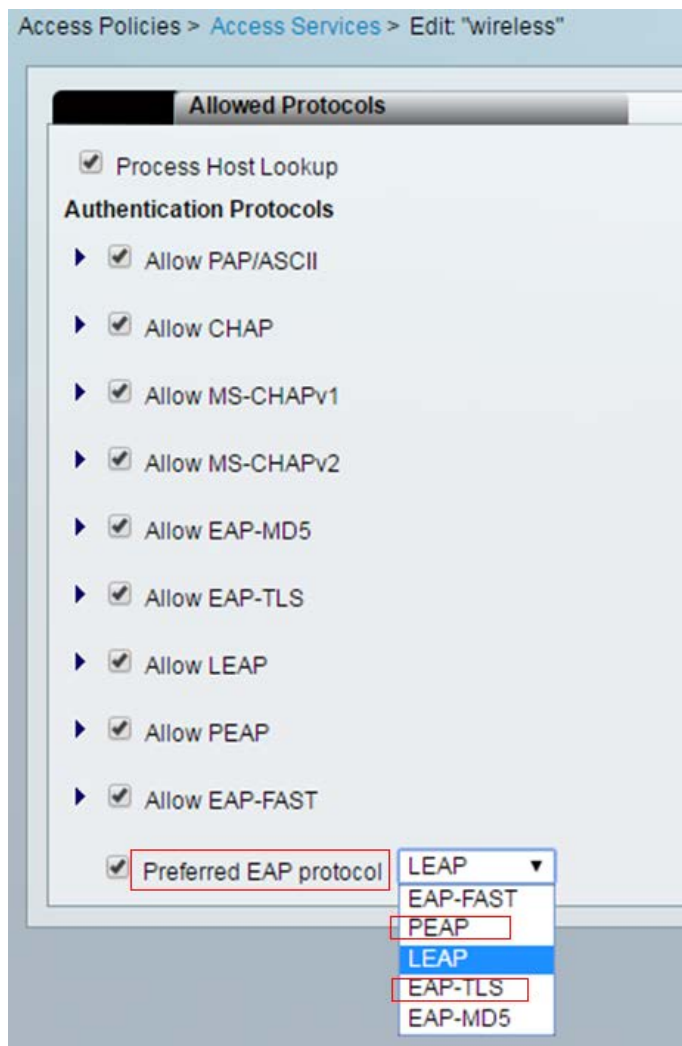 Access Policies > Access Services > Edit: "wireless"
Allowed Protocols
Process Host Lookup
Authentication Protocols
Allow PAP/ASCII
Allow CHAP
Allow MS-CHAPv1
Allow MS-CHAPv2
Allow EAP-MD5
Allow EAP-TLS
Allow LEAP
Allow PEAP
Allow EAP-FAST
Preferred EAP protocol LEAP
EAP-FAST
PEAP
LEAP
EAP-TLS
EAP-MD5